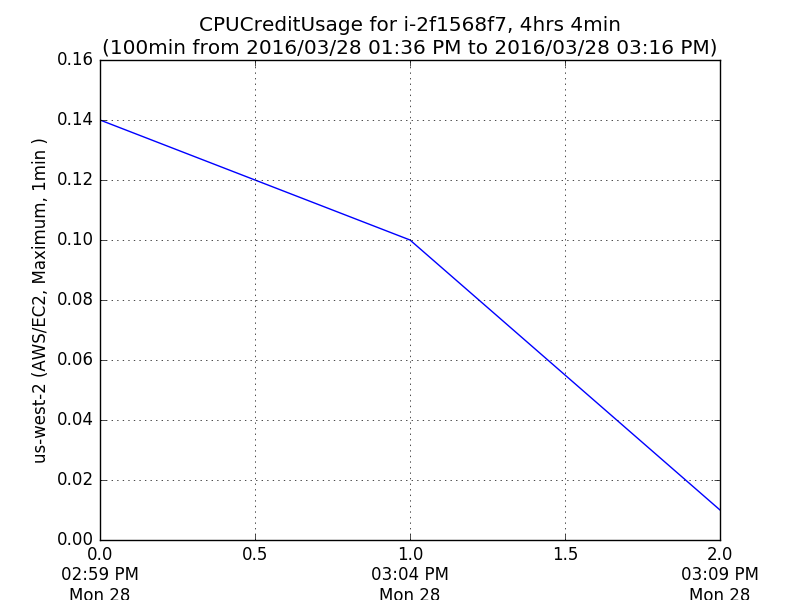 CPUCreditUsage for i-2f1568f7, 4hrs 4min
(100min from 2016/03/28 01:36 PM to 2016/03/28 03:16 PM)
us-west-2 (AWS/EC2, Maximum, 1min )
0.16
0.14
0.12
0.10
0.08
0.06
0.04
0.02
0.00
0.0 0.5 1.0 1.5 2.0
02:59 PM 03:04 PM 03:09 PM
Mon 28 Mon 28 Mon 28